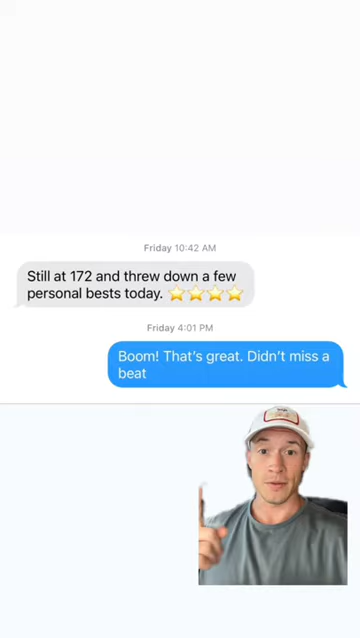 Friday 10:42 AM
Still at 172 and threw down a few
personal bests today. ⭐⭐⭐⭐
Friday 4:01 PM
Boom! That's great. Didn't miss a
beat